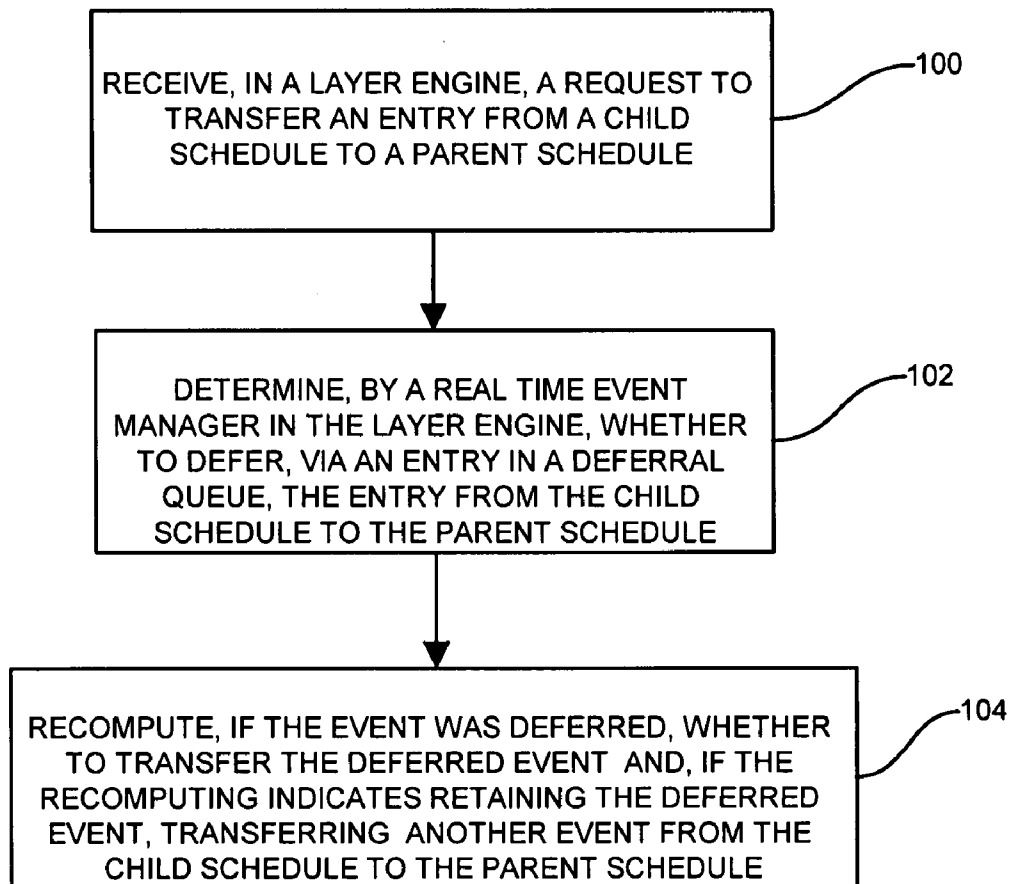 RECEIVE, IN A LAYER ENGINE, A REQUEST TO
TRANSFER AN ENTRY FROM A CHILD
SCHEDULE TO A PARENT SCHEDULE
100
DETERMINE, BY A REAL TIME EVENT
MANAGER IN THE LAYER ENGINE, WHETHER
TO DEFER, VIA AN ENTRY IN A DEFERRAL
QUEUE, THE ENTRY FROM THE CHILD
SCHEDULE TO THE PARENT SCHEDULE
102
RECOMPUTE, IF THE EVENT WAS DEFERRED, WHETHER
TO TRANSFER THE DEFERRED EVENT AND, IF THE
RECOMPUTING INDICATES RETAINING THE DEFERRED
EVENT, TRANSFERRING ANOTHER EVENT FROM THE
CHILD SCHEDULE TO THE PARENT SCHEDULE
104